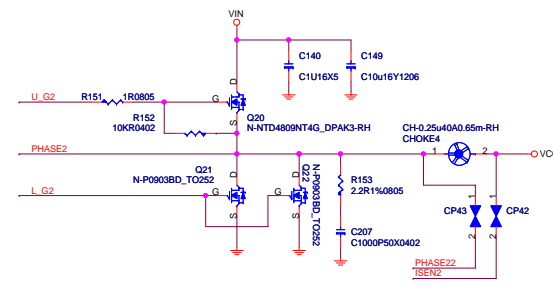 VIN
C140
C1U16X5
C149
C10u16Y1206
D
U_G2
R151
1R0805
G
R152
10KR0402
S
Q20
N-NTD4809NT4G_DPAK3-RH
CH-0.25u40A0.65m-RH
CHOKE4
PHASE2
1
2
Q21
N-P0903BD_TO252
D
D
Q22
N-P0903BD_TO252
R153
2.2R1%0805
L_G2
G
G
S
S
1
1
CP43
CP42
2
2
C207
C1000P50X0402
PHASE22
ISEN2